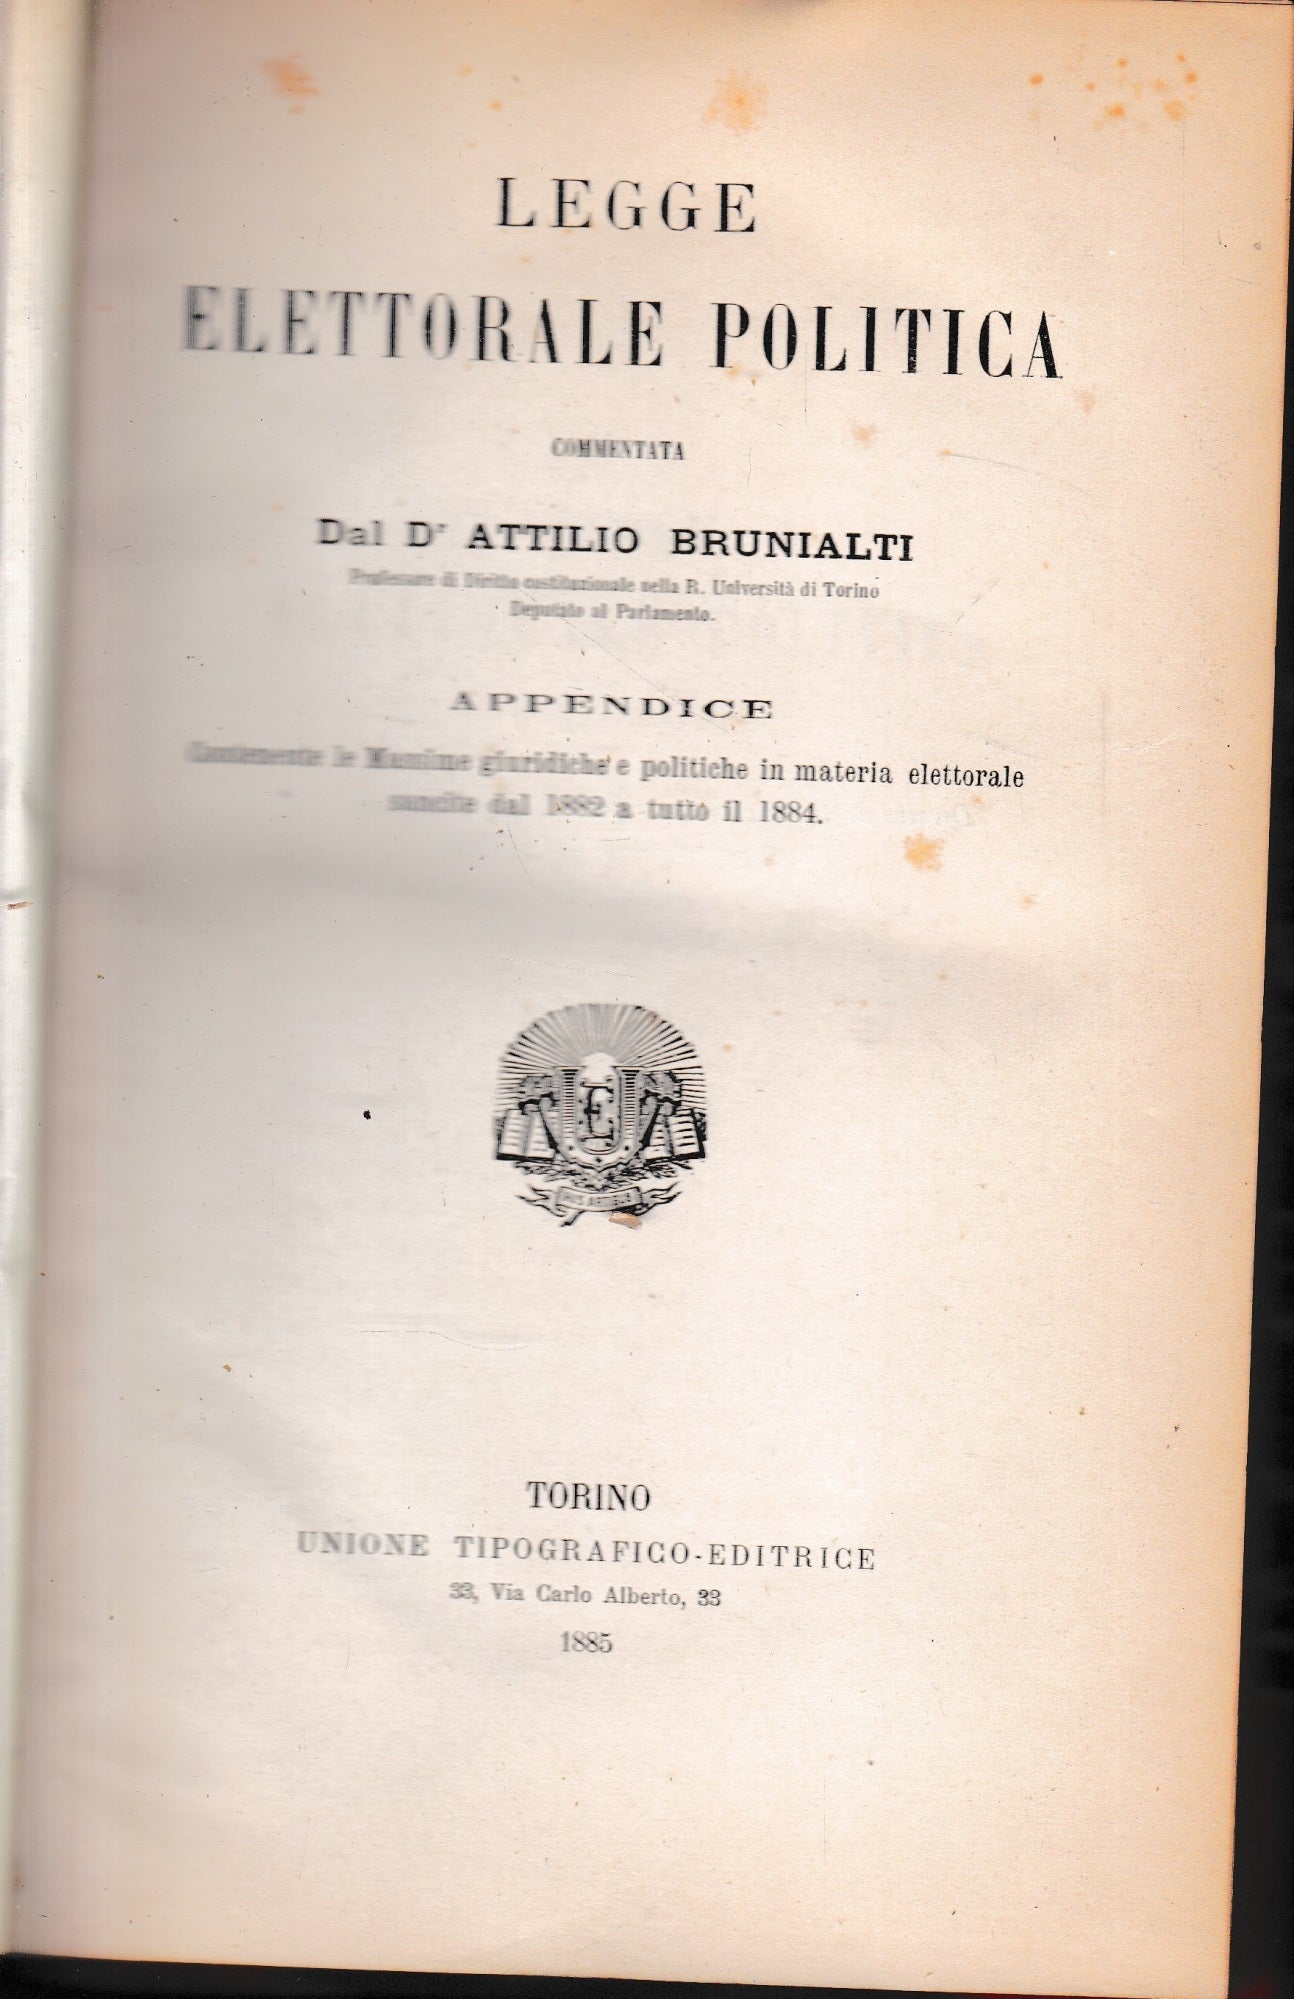 LEGGE
ELETTORALE POLITICA
COMMENTATA
Dal Dr ATTILIO BRUNIALTI
Professore di Diritto costituzionale nella R. Università di Torino
Deputato al Parlamento.
APPENDICE
Contenente le Massime giuridiche e politiche in materia elettorale
sancite dal 1882 a tutto il 1884.
TORINO
UNIONE TIPOGRAFICO-EDITRICE
33, Via Carlo Alberto, 33
1885